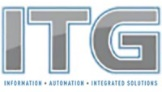 ITG
INFORMATION • AUTOMATION • INTEGRATED SOLUTIONS